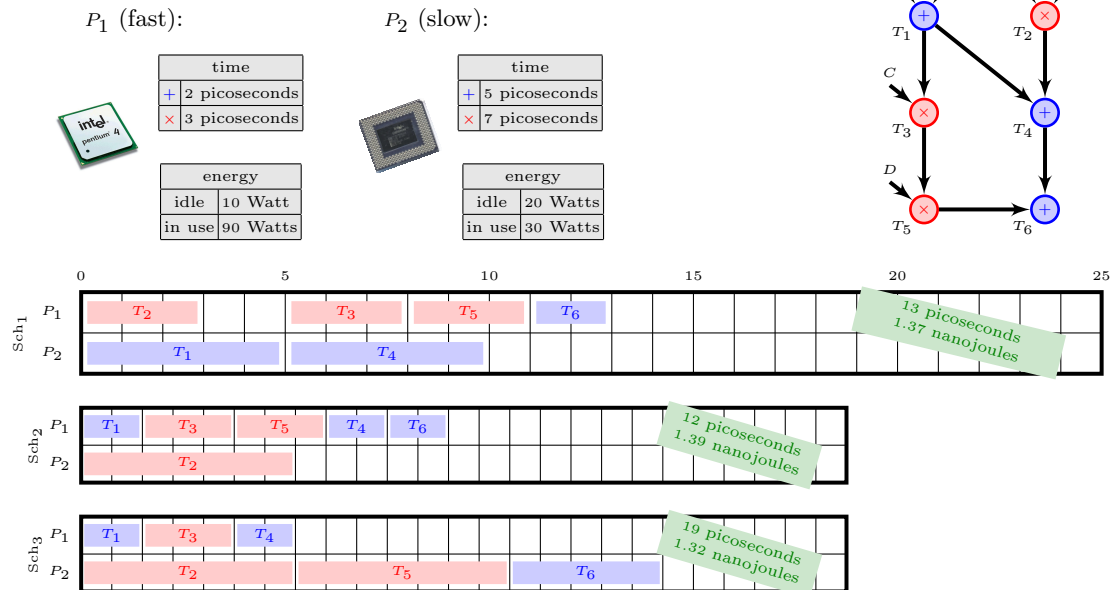 P1 (fast):
P2 (slow):
time
+ 2 picoseconds
× 3 picoseconds
energy
idle 10 Watt
in use 90 Watts
intel
pentium 4
time
+ 5 picoseconds
× 7 picoseconds
energy
idle 20 Watts
in use 30 Watts
+ ×
T1 T2
C
× +
T3 T4
D
× +
T5 T6
0 5 10 15 20 25
Sch1
P1 T2 T3 T5 T6
P2 T1 T4
13 picoseconds
1.37 nanojoules
Sch2
P1 T1 T3 T5 T4 T6
P2 T2
12 picoseconds
1.39 nanojoules
Sch3
P1 T1 T3 T4
P2 T2 T5 T6
19 picoseconds
1.32 nanojoules